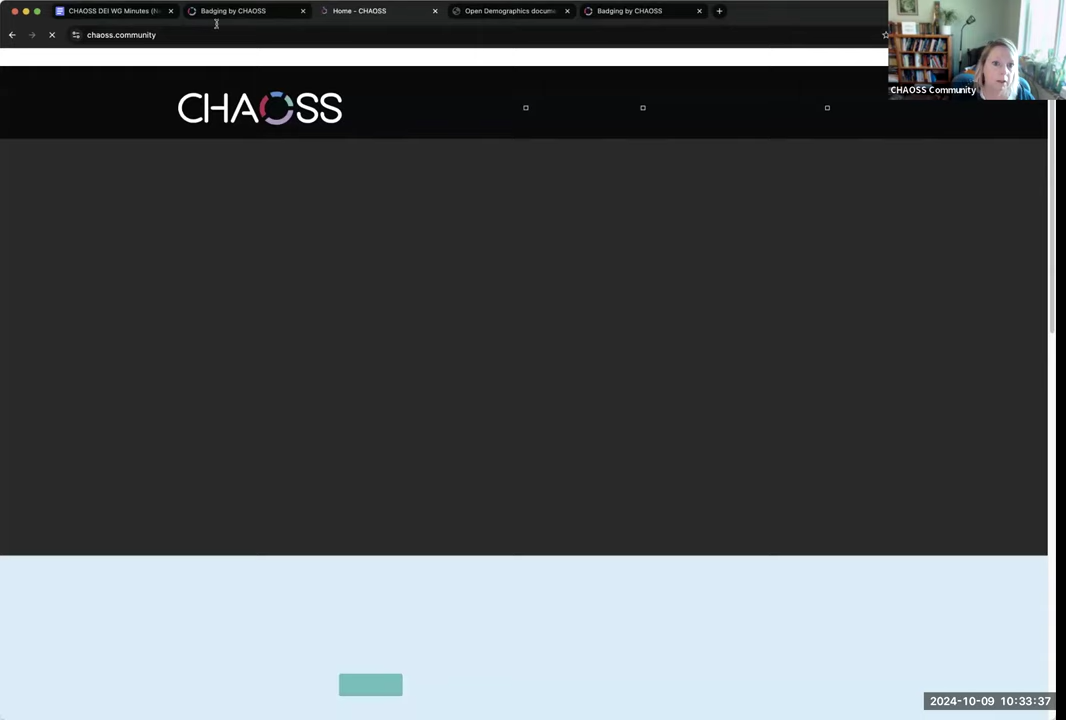 CHAOSS DEI WG Minutes (N
Badging by CHAOSS
Home - CHAOSS
Open Demographics docume
Badging by CHAOSS
chaoss.community
CHAOSS Community
CHAOSS
2024-10-09 10:33:37